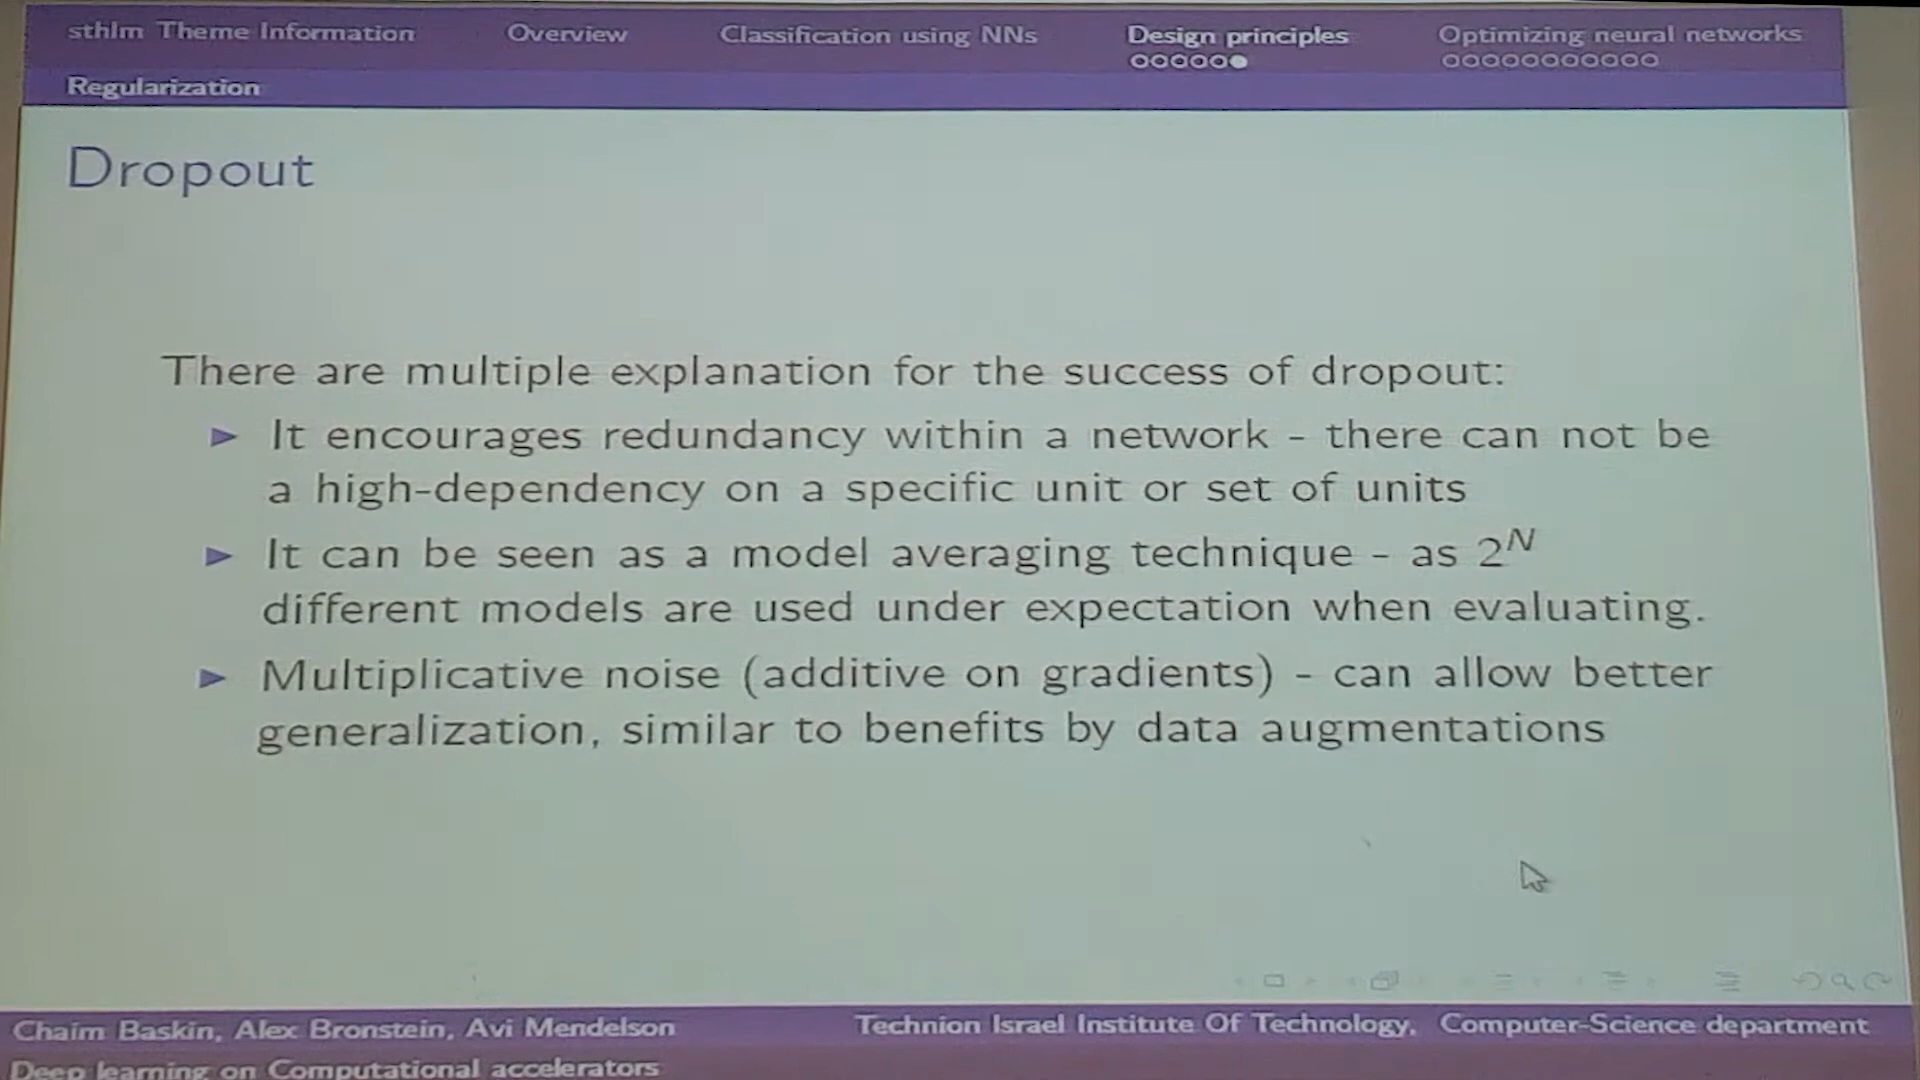 sthlm Theme Information Overview Classification using NNs Design principles Optimizing neural networks
Regularization
Dropout
There are multiple explanation for the success of dropout:
It encourages redundancy within a network - there can not be
a high-dependency on a specific unit or set of units
It can be seen as a model averaging technique - as 2^N
different models are used under expectation when evaluating.
Multiplicative noise (additive on gradients) - can allow better
generalization, similar to benefits by data augmentations
Chaim Baskin, Alex Bronstein, Avi Mendelson Technion Israel Institute Of Technology, Computer-Science department
Deep learning on Computational accelerators